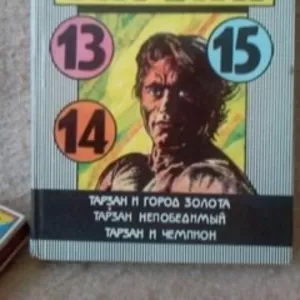 13
15
14
ТАРЗАН И ГОРОД ЗОЛОТА
ТАРЗАН НЕПОБЕДИМЫЙ
ТАРЗАН И ЧЕМПИОН